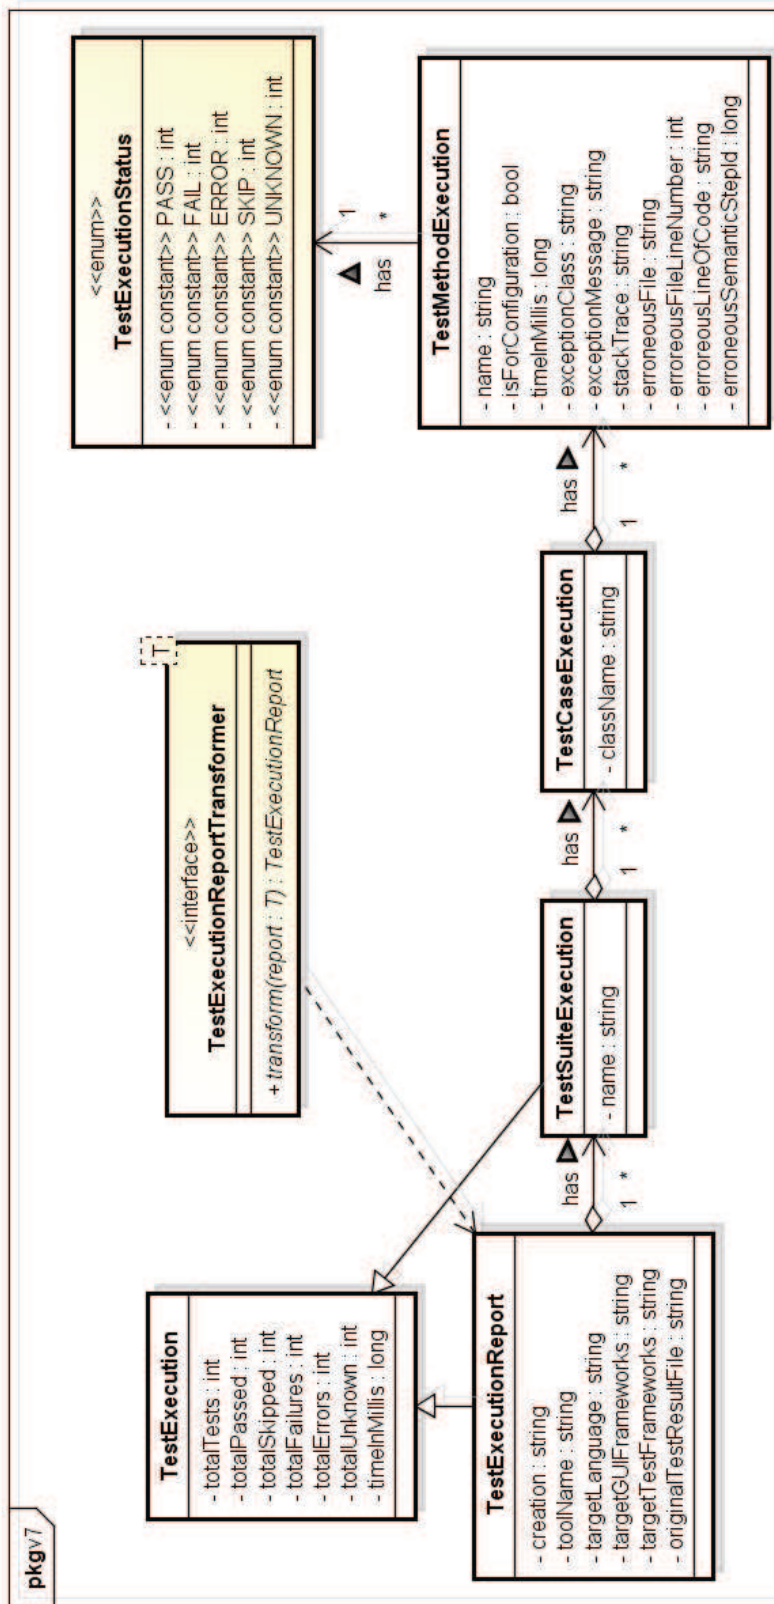 pkg v7
TestExecution
- totalTests : int
- totalPassed : int
- totalSkipped : int
- totalFailures : int
- totalErrors : int
- totalUnknown : int
- timeInMillis : long
T
<<interface>>
TestExecutionReportTransformer
+ transform(report : T) : TestExecutionReport
<<enum>>
TestExecutionStatus
- <<enum constant>> PASS : int
- <<enum constant>> FAIL : int
- <<enum constant>> ERROR : int
- <<enum constant>> SKIP : int
- <<enum constant>> UNKNOWN : int
1
has
*
TestExecutionReport
- creation : string
- toolName : string
- targetLanguage : string
- targetGUIFrameworks : string
- targetTestFrameworks : string
- originalTestResultFile : string
has
1
*
TestSuiteExecution
- name : string
has
1
*
TestCaseExecution
- className : string
has
1
*
TestMethodExecution
- name : string
- isForConfiguration : bool
- timeInMillis : long
- exceptionClass : string
- exceptionMessage : string
- stackTrace : string
- erroneousFile : string
- erroreousFileLineNumber : int
- erroreousLineOfCode : string
- erroneousSemanticStepId : long